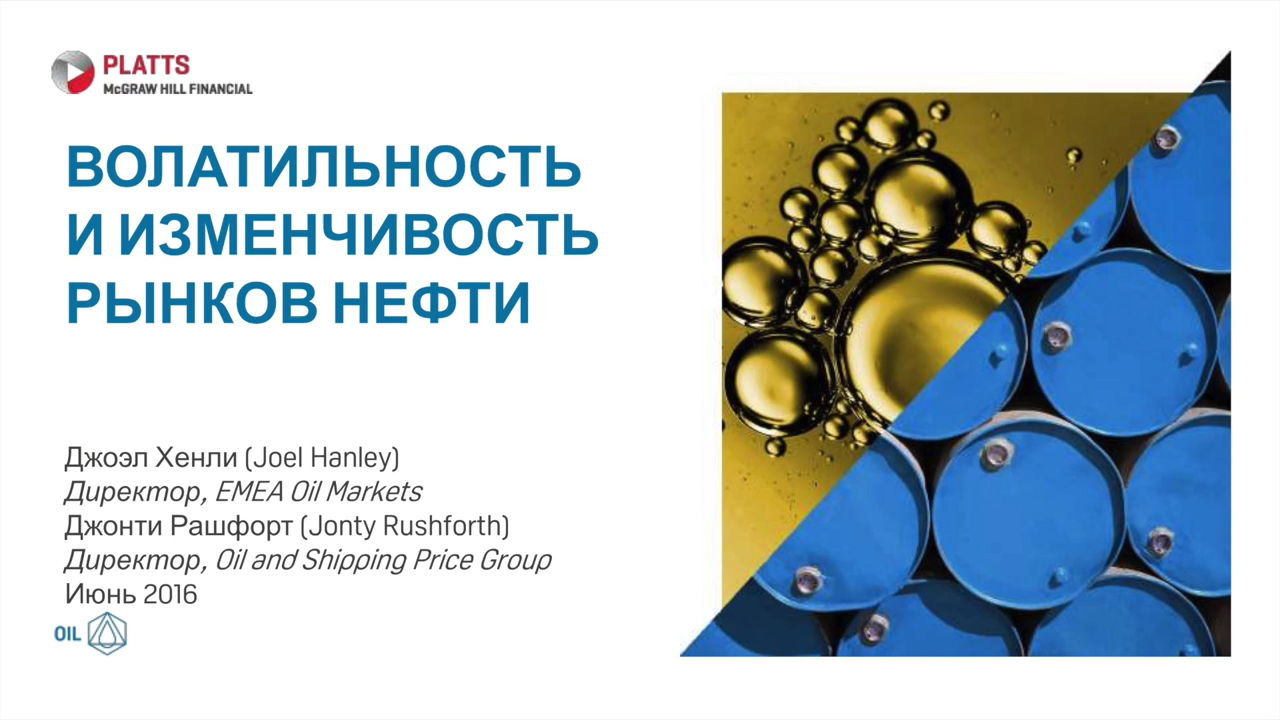 PLATTS
McGRAW HILL FINANCIAL
ВОЛАТИЛЬНОСТЬ
И ИЗМЕНЧИВОСТЬ
РЫНКОВ НЕФТИ
Джоэл Хенли (Joel Hanley)
Директор, EMEA Oil Markets
Джонти Рашфорт (Jonty Rushforth)
Директор, Oil and Shipping Price Group
Июнь 2016
OIL